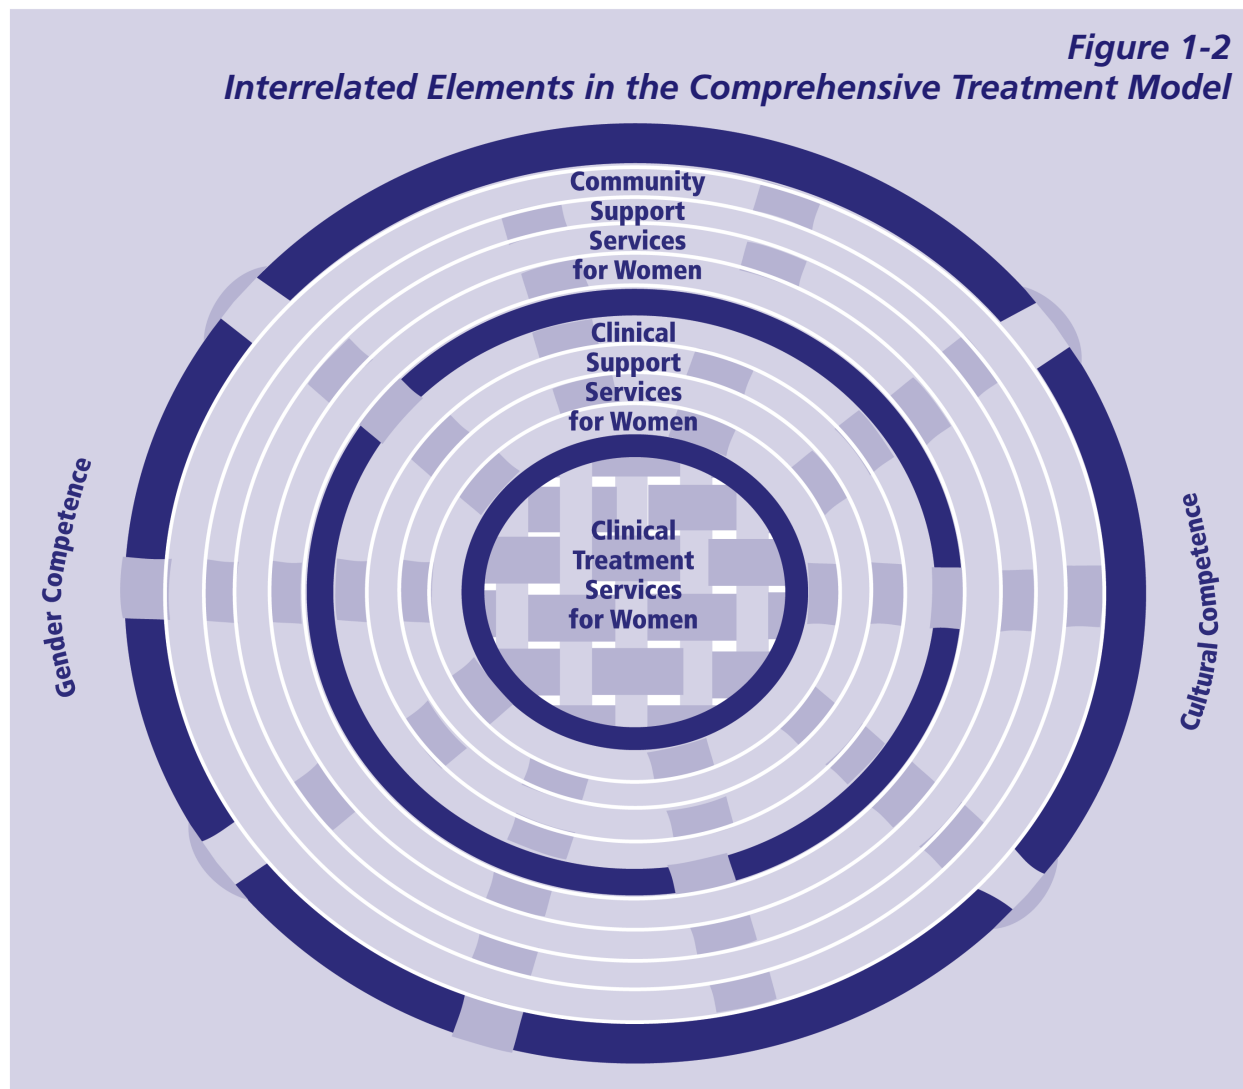 Figure 1-2
Interrelated Elements in the Comprehensive Treatment Model
Community
Support
Services
for Women
Clinical
Support
Services
for Women
Clinical
Treatment
Services
for Women
Gender Competence
Cultural Competence